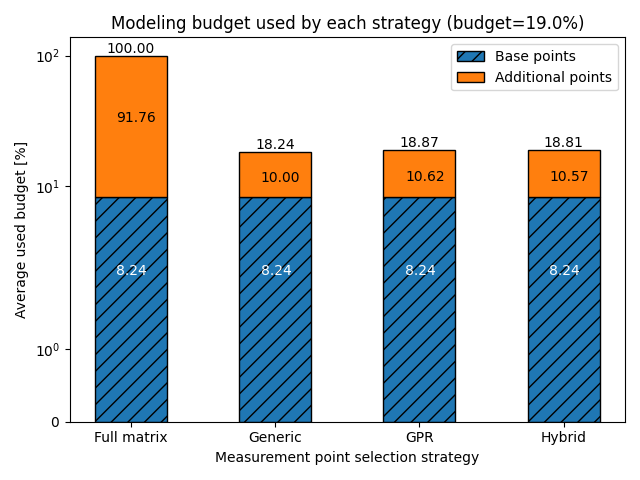 Modeling budget used by each strategy (budget=19.0%)
Base points
Additional points
100.00
18.24
18.87
18.81
91.76
10.00
10.62
10.57
8.24
8.24
8.24
8.24
10²
10¹
10⁰
0
Average used budget [%]
Full matrix
Generic
GPR
Hybrid
Measurement point selection strategy